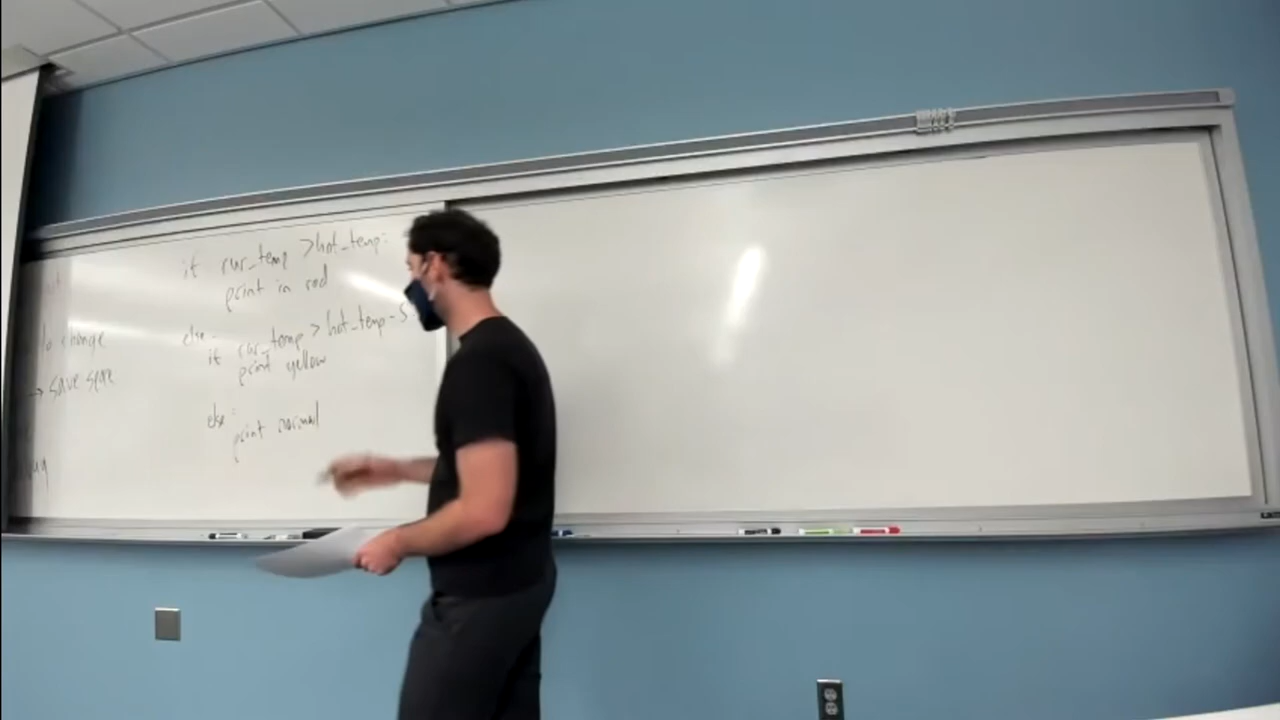 to change
→ save seat
if cur_temp > hot_temp:
print in red
else:
if cur_temp > hot_temp - 5
print yellow
else:
print normal